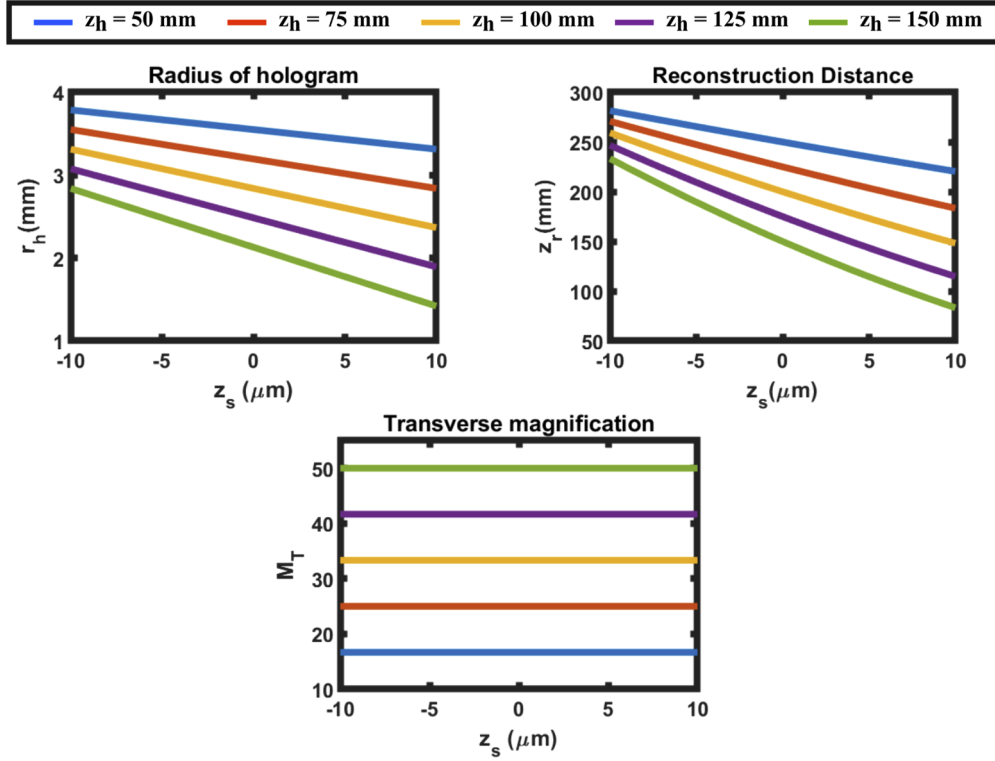 zh = 50 mm zh = 75 mm zh = 100 mm zh = 125 mm zh = 150 mm
Radius of hologram
rh(mm)
4
3
2
1
-10 -5 0 5 10
zs (μm)
Reconstruction Distance
zr(mm)
300
250
200
150
100
50
-10 -5 0 5 10
zs(μm)
Transverse magnification
MT
50
40
30
20
10
-10 -5 0 5 10
zs (μm)